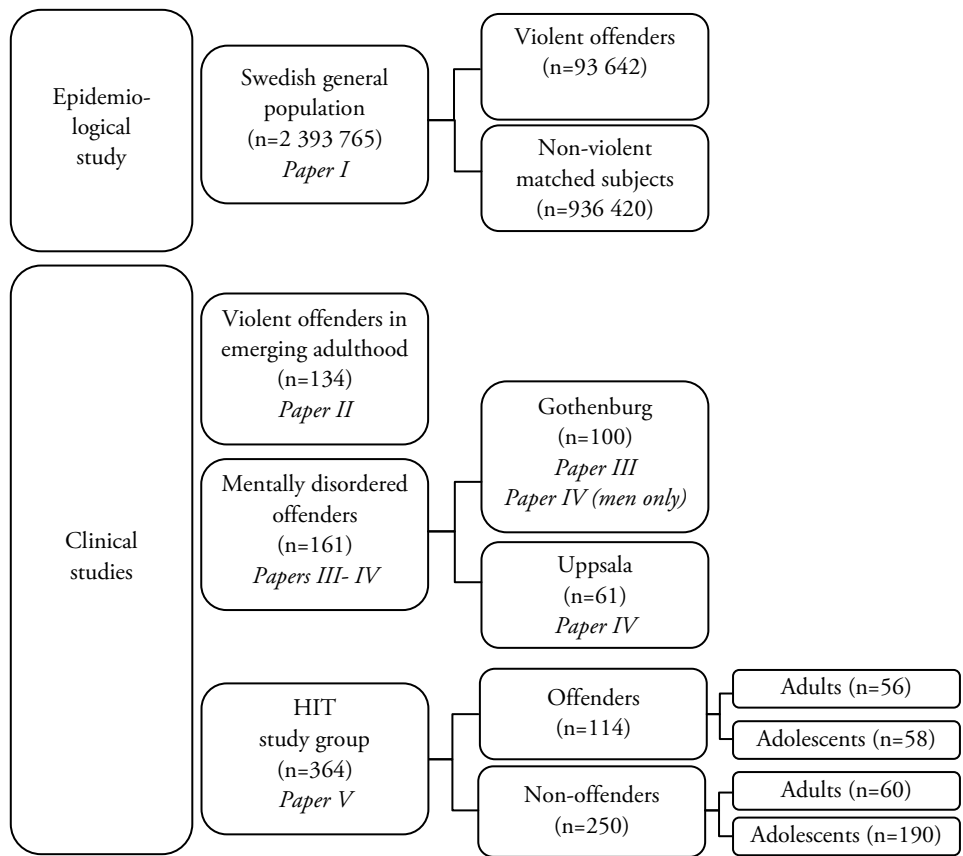 Epidemio-
logical
study
Swedish general
population
(n=2 393 765)
Paper I
Violent offenders
(n=93 642)
Non-violent
matched subjects
(n=936 420)
Clinical
studies
Violent offenders in
emerging adulthood
(n=134)
Paper II
Mentally disordered
offenders
(n=161)
Papers III- IV
Gothenburg
(n=100)
Paper III
Paper IV (men only)
Uppsala
(n=61)
Paper IV
HIT
study group
(n=364)
Paper V
Offenders
(n=114)
Adults (n=56)
Adolescents (n=58)
Non-offenders
(n=250)
Adults (n=60)
Adolescents (n=190)